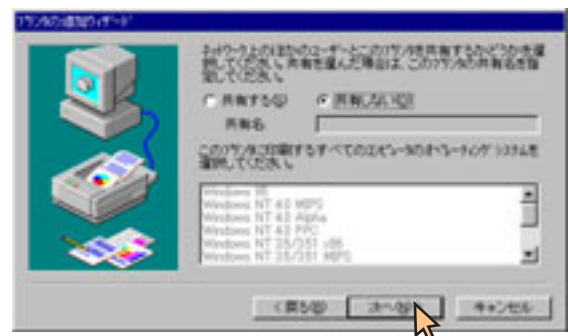 プリンタの追加ウィザード
ネットワーク上のほかのユーザーとこのプリンタを共有するかどうかを選
択してください。共有を選んだ場合は、このプリンタの共有名を指
定してください。
共有する(S) 共有しない(O)
共有名
このプリンタに印刷するすべてのコンピュータのオペレーティング システムを
選択してください。
Windows 95
Windows NT 4.0 MIPS
Windows NT 4.0 Alpha
Windows NT 4.0 PPC
Windows NT 3.5/3.51 x86
Windows NT 3.5/3.51 MIPS
< 戻る(B) 次へ(N) キャンセル